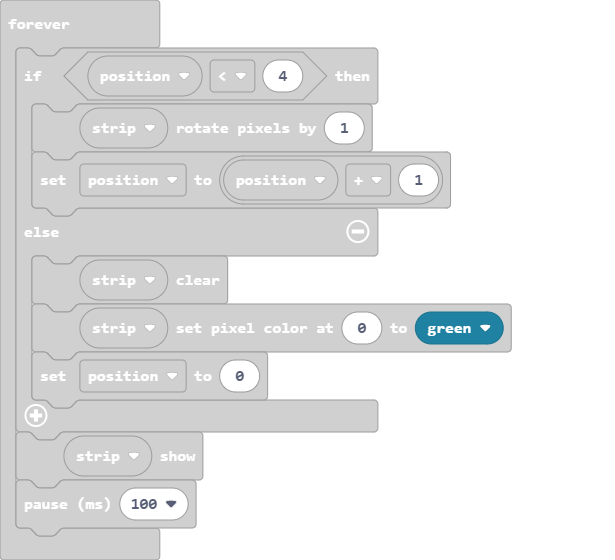 forever
if position < 4 then
strip rotate pixels by 1
set position to position + 1
else
strip clear
strip set pixel color at 0 to green
set position to 0
strip show
pause (ms) 100